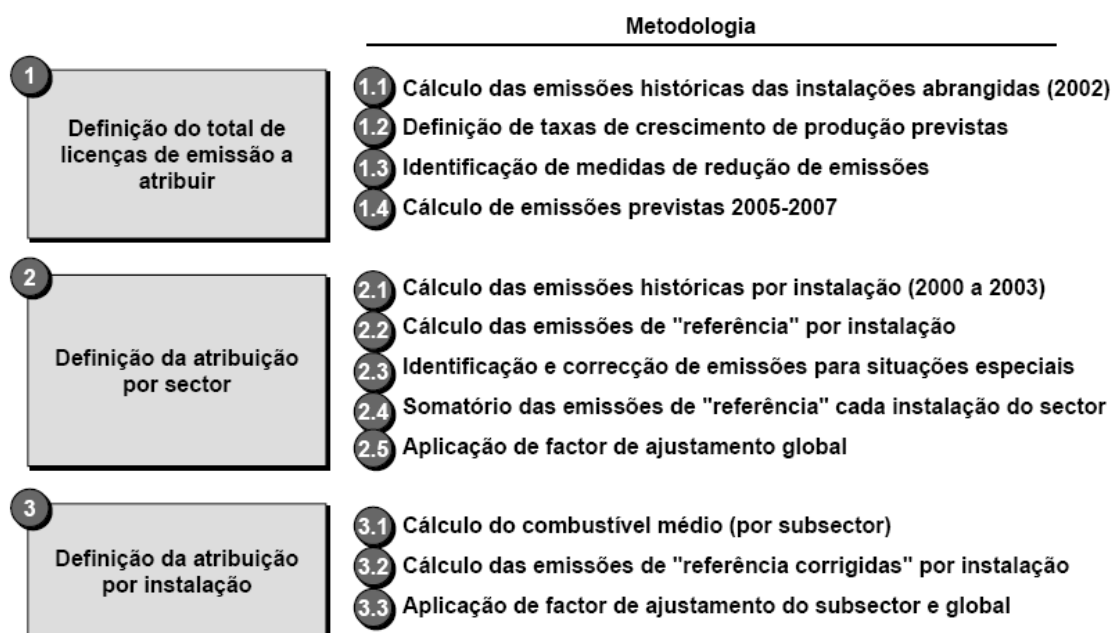 Metodologia
1
Definição do total de
licenças de emissão a
atribuir
1.1 Cálculo das emissões históricas das instalações abrangidas (2002)
1.2 Definição de taxas de crescimento de produção previstas
1.3 Identificação de medidas de redução de emissões
1.4 Cálculo de emissões previstas 2005-2007
2
Definição da atribuição
por sector
2.1 Cálculo das emissões históricas por instalação (2000 a 2003)
2.2 Cálculo das emissões de "referência" por instalação
2.3 Identificação e correcção de emissões para situações especiais
2.4 Somatório das emissões de "referência" cada instalação do sector
2.5 Aplicação de factor de ajustamento global
3
Definição da atribuição
por instalação
3.1 Cálculo do combustível médio (por subsector)
3.2 Cálculo das emissões de "referência corrigidas" por instalação
3.3 Aplicação de factor de ajustamento do subsector e global